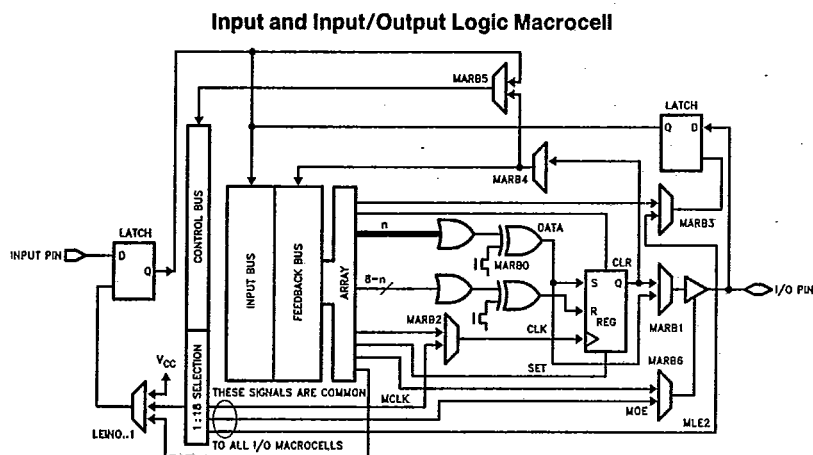 Input and Input/Output Logic Macrocell
MARB5
LATCH
Q D
MARB4
MARB3
CONTROL BUS
LATCH
INPUT PIN
D
Q
INPUT BUS
FEEDBACK BUS
ARRAY
n
DATA
MARB0
CLR
8-n
S Q
R
REG
I/O PIN
MARB1
MARB2
CLK
SET
MARB6
VCC
1:18 SELECTION
THESE SIGNALS ARE COMMON
MCLK
MOE
MLE2
LEIN0..1
TO ALL I/O MACROCELLS